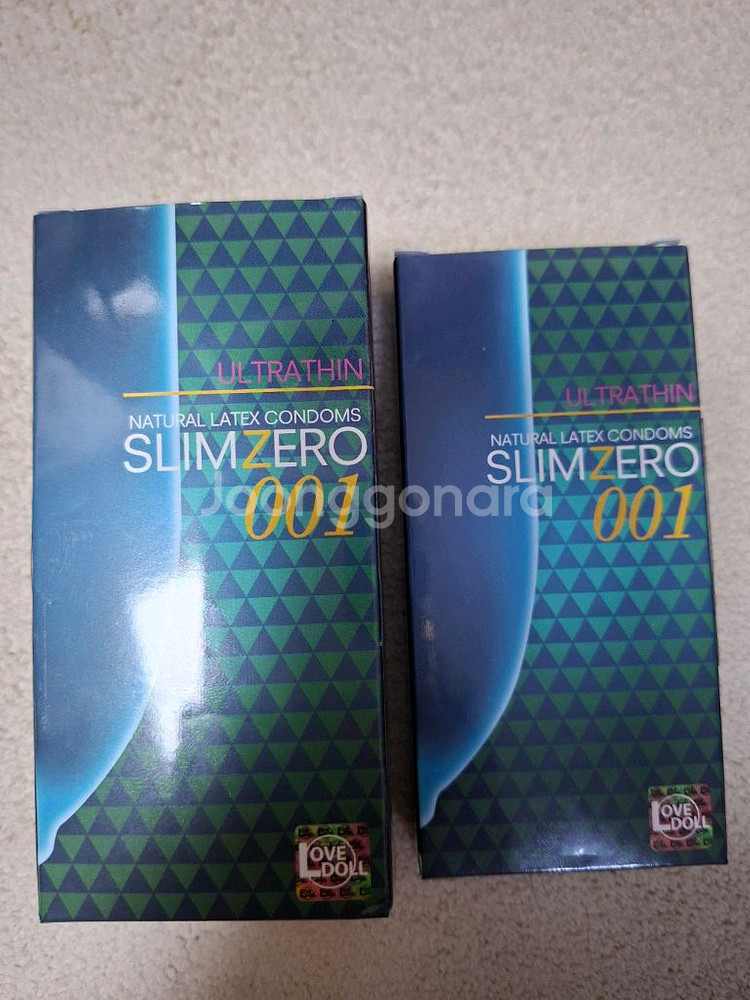 ULTRATHIN
NATURAL LATEX CONDOMS
SLIMZERO
001
LOVE
DOLL
ULTRATHIN
NATURAL LATEX CONDOMS
SLIMZERO
001
LOVE
DOLL
Joonggonara